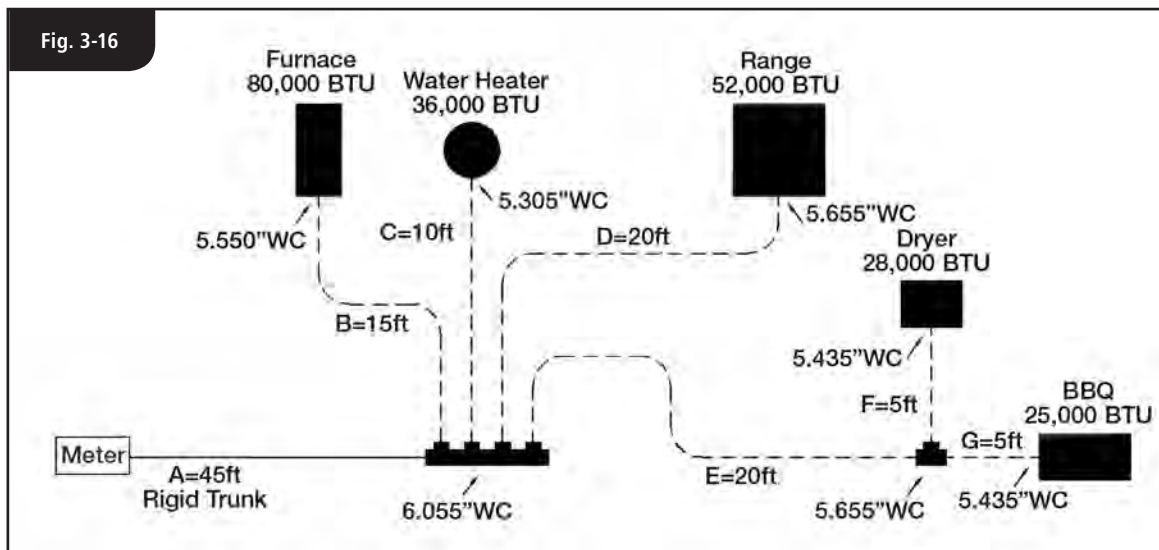 Fig. 3-16
Furnace
80,000 BTU
Water Heater
36,000 BTU
Range
52,000 BTU
5.305"WC
5.655"WC
5.550"WC
C=10ft
D=20ft
Dryer
28,000 BTU
B=15ft
5.435"WC
F=5ft
BBQ
25,000 BTU
G=5ft
Meter
A=45ft
Rigid Trunk
E=20ft
6.055"WC
5.655"WC
5.435"WC